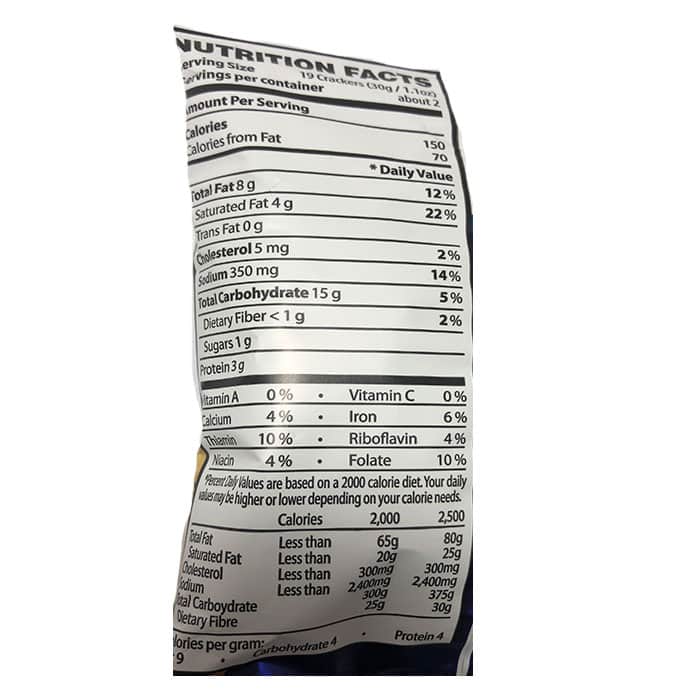 NUTRITION FACTS
erving Size 19 Crackers (30g / 1.1oz)
ervings per container about 2
mount Per Serving
Calories 150
Calories from Fat 70
* Daily Value
Total Fat 8 g 12%
Saturated Fat 4 g 22%
Trans Fat 0 g
Cholesterol 5 mg 2%
Sodium 350 mg 14%
Total Carbohydrate 15 g 5%
Dietary Fiber < 1 g 2%
Sugars 1 g
Protein 3 g
itamin A 0% • Vitamin C 0%
Calcium 4% • Iron 6%
Thiamin 10% • Riboflavin 4%
Niacin 4% • Folate 10%
*Percent Daily Values are based on a 2000 calorie diet. Your daily
values may be higher or lower depending on your calorie needs.
Calories 2,000 2,500
Total Fat Less than 65g 80g
Saturated Fat Less than 20g 25g
Cholesterol Less than 300mg 300mg
odium Less than 2,400mg 2,400mg
otal Carboydrate 300g 375g
Dietary Fibre 25g 30g
lories per gram:
9 • Carbohydrate 4 • Protein 4